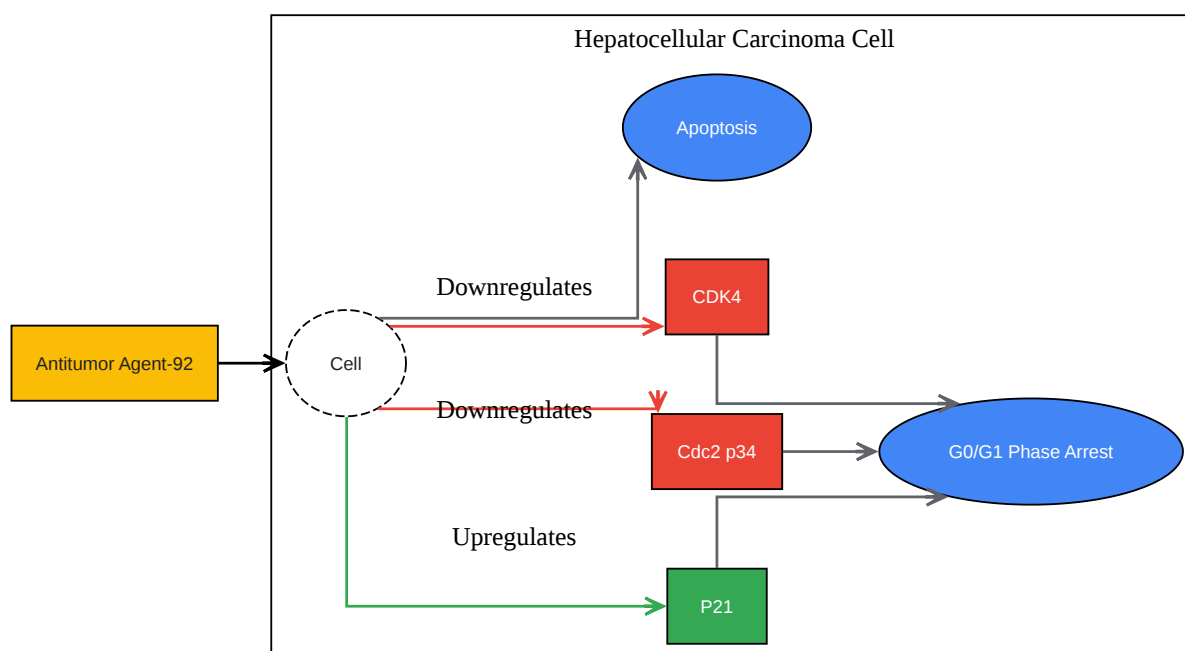 Hepatocellular Carcinoma Cell
Apoptosis
Downregulates
CDK4
Antitumor Agent-92
Cell
Downregulates
Cdc2 p34
G0/G1 Phase Arrest
Upregulates
P21